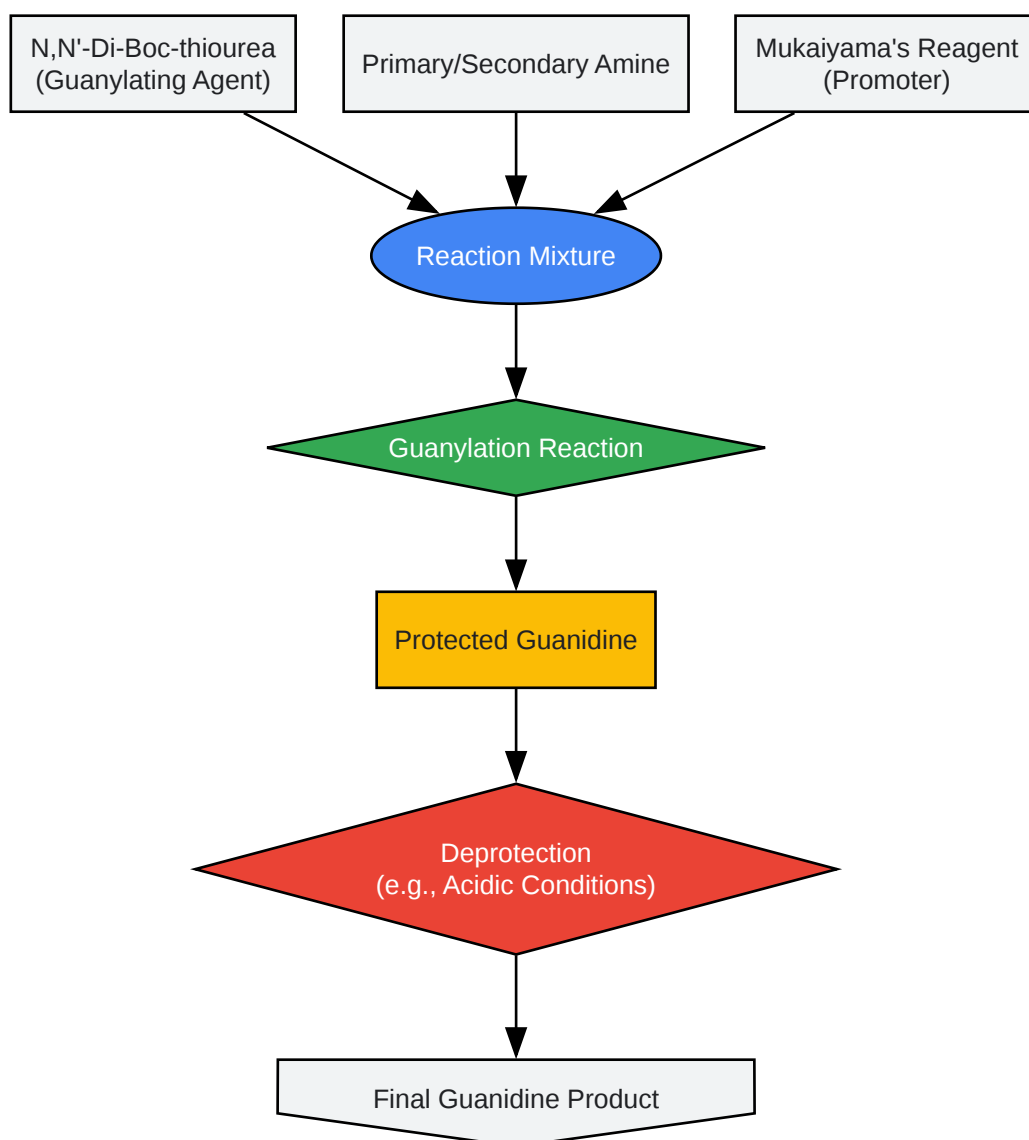 N,N'-Di-Boc-thiourea
(Guanylating Agent)
Primary/Secondary Amine
Mukaiyama's Reagent
(Promoter)
Reaction Mixture
Guanylation Reaction
Protected Guanidine
Deprotection
(e.g., Acidic Conditions)
Final Guanidine Product